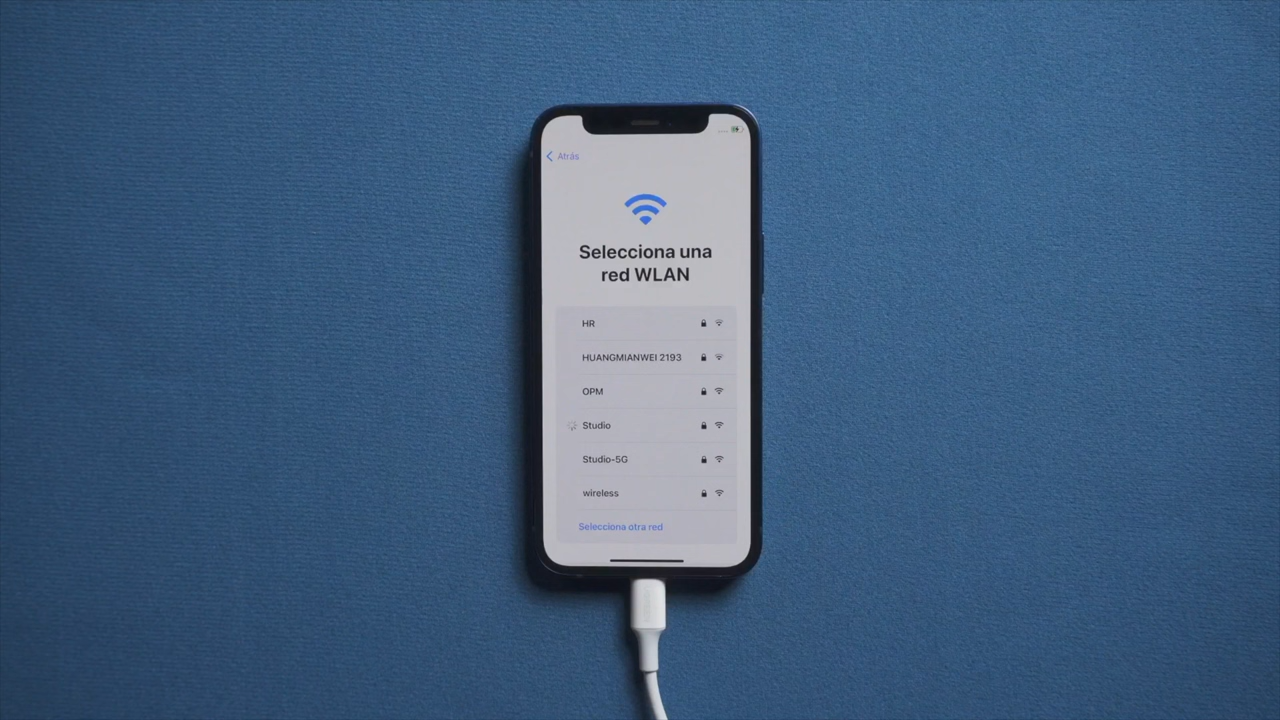 Atrás
Selecciona una
red WLAN
HR
HUANGMIANWEI 2193
OPM
Studio
Studio-5G
wireless
Selecciona otra red